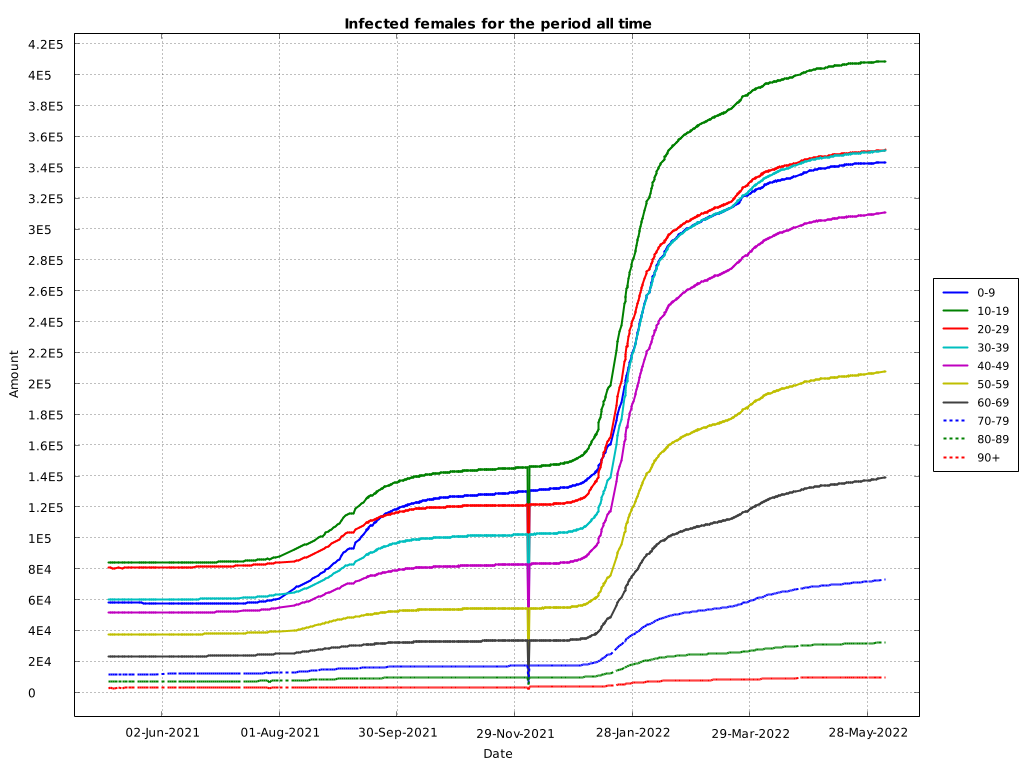 Infected females for the period all time
4.2E5
4E5
3.8E5
3.6E5
3.4E5
3.2E5
3E5
2.8E5
2.6E5
2.4E5
2.2E5
2E5
1.8E5
1.6E5
1.4E5
1.2E5
1E5
8E4
6E4
4E4
2E4
0
Amount
02-Jun-2021 01-Aug-2021 30-Sep-2021 29-Nov-2021 28-Jan-2022 29-Mar-2022 28-May-2022
Date
0-9
10-19
20-29
30-39
40-49
50-59
60-69
70-79
80-89
90+